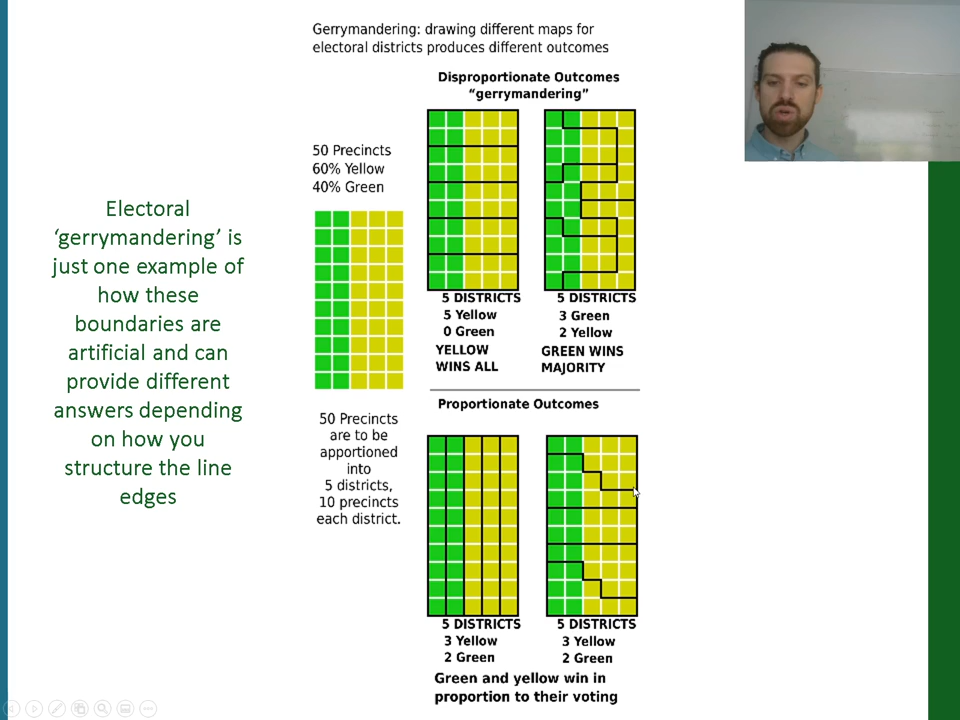 Gerrymandering: drawing different maps for
electoral districts produces different outcomes
Disproportionate Outcomes
“gerrymandering”
50 Precincts
60% Yellow
40% Green
Electoral
‘gerrymandering’ is
just one example of
how these
boundaries are
artificial and can
provide different
answers depending
on how you
structure the line
edges
5 DISTRICTS
5 Yellow
0 Green
YELLOW
WINS ALL
5 DISTRICTS
3 Green
2 Yellow
GREEN WINS
MAJORITY
Proportionate Outcomes
50 Precincts
are to be
apportioned
into
5 districts,
10 precincts
each district.
5 DISTRICTS
3 Yellow
2 Green
5 DISTRICTS
3 Yellow
2 Green
Green and yellow win in
proportion to their voting